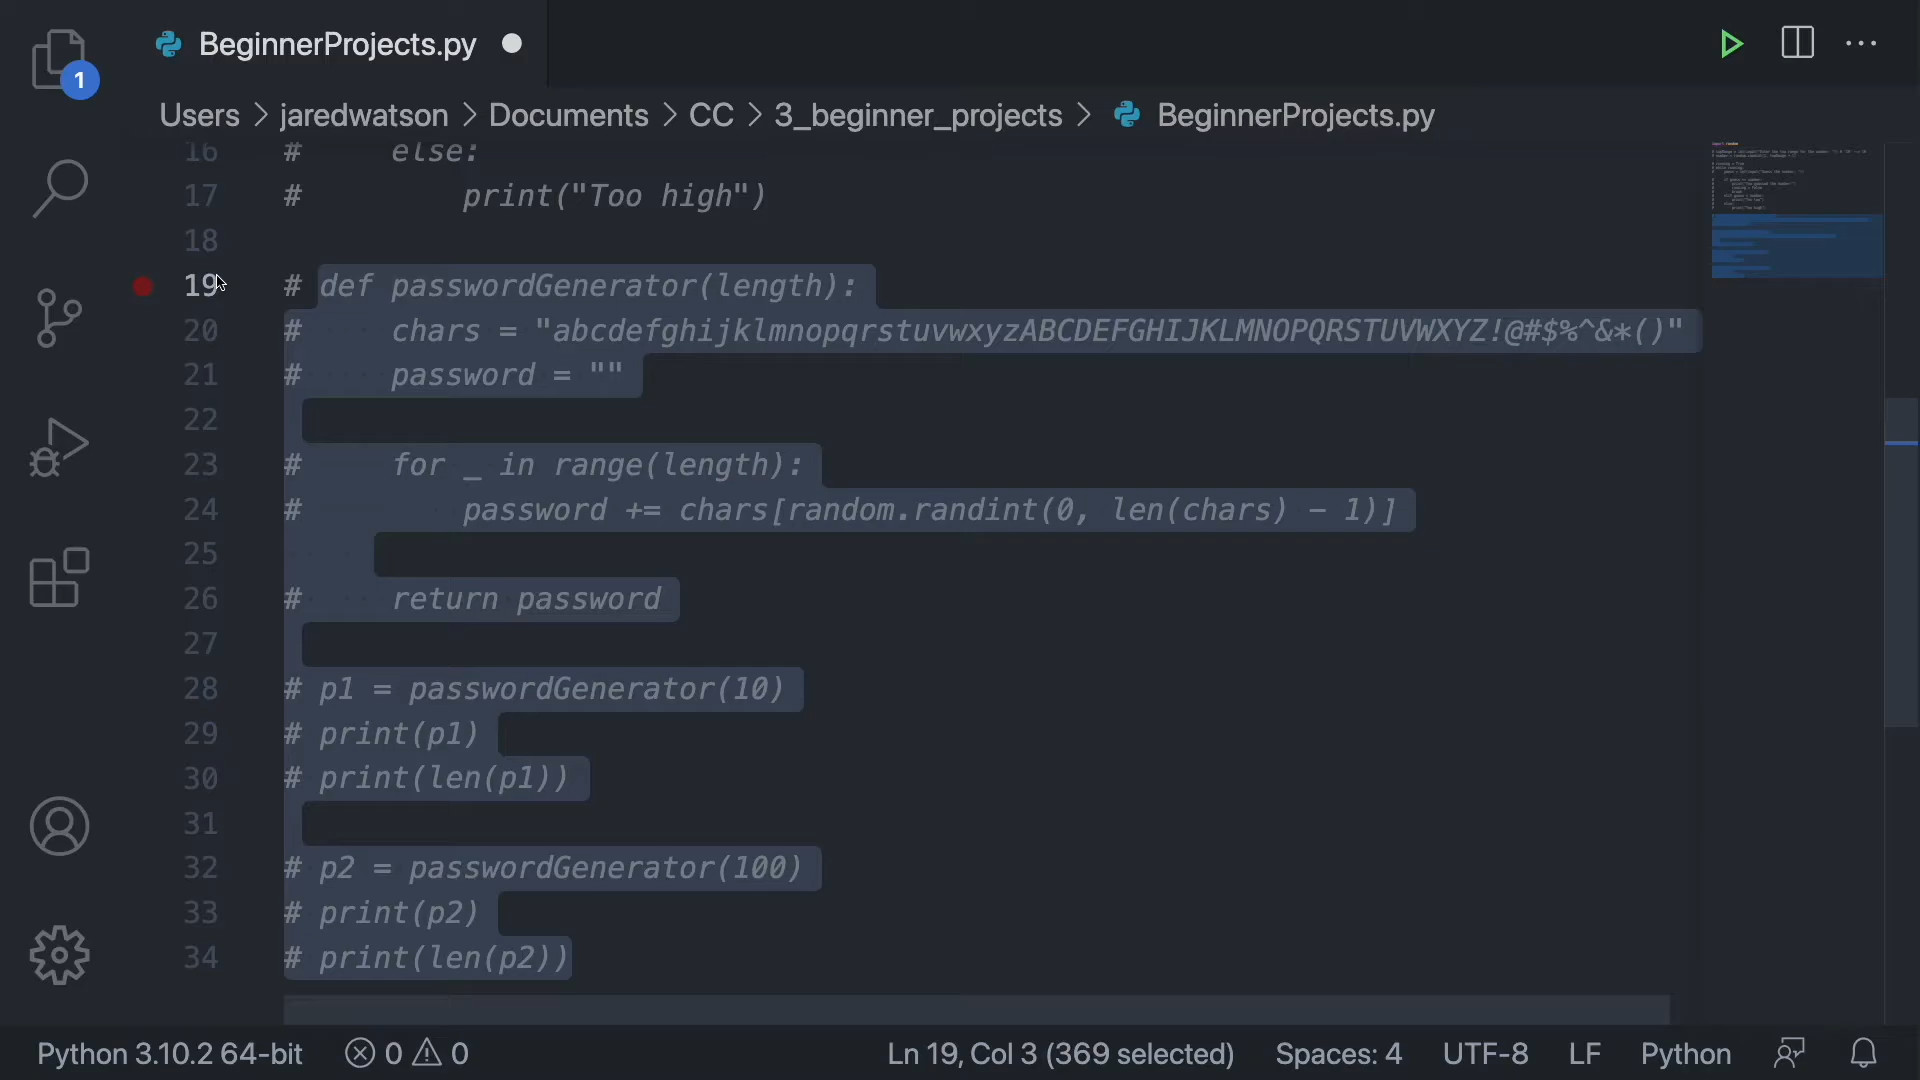 BeginnerProjects.py
1
Users > jaredwatson > Documents > CC > 3_beginner_projects > BeginnerProjects.py
16 #     else:
17 #         print("Too high")
18
19 # def passwordGenerator(length):
20 #     chars = "abcdefghijklmnopqrstuvwxyzABCDEFGHIJKLMNOPQRSTUVWXYZ!@#$%^&*()"
21 #     password = ""
22
23 #     for _ in range(length):
24 #         password += chars[random.randint(0, len(chars) - 1)]
25
26 #     return password
27
28 # p1 = passwordGenerator(10)
29 # print(p1)
30 # print(len(p1))
31
32 # p2 = passwordGenerator(100)
33 # print(p2)
34 # print(len(p2))
Python 3.10.2 64-bit 0 0 Ln 19, Col 3 (369 selected) Spaces: 4 UTF-8 LF Python